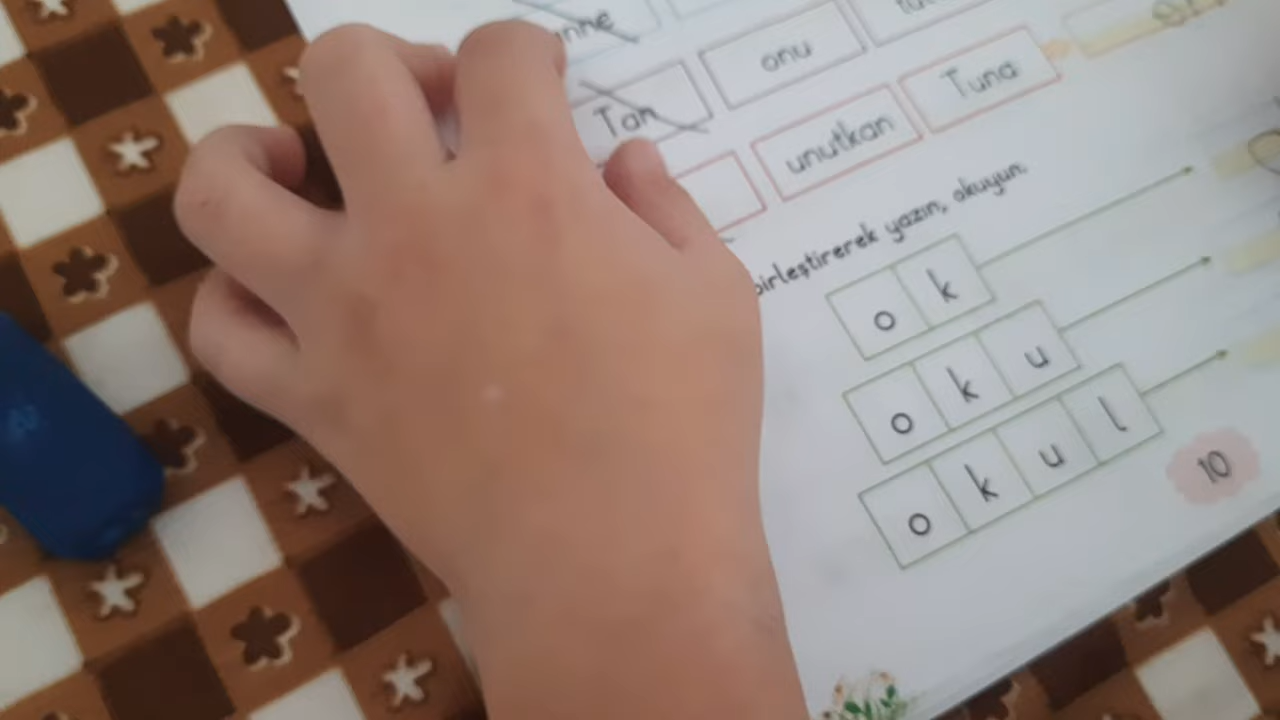 Tan onu
unutkan Tuna
birleştirerek yazın, okuyun.
o k
o k u
o k u l
10